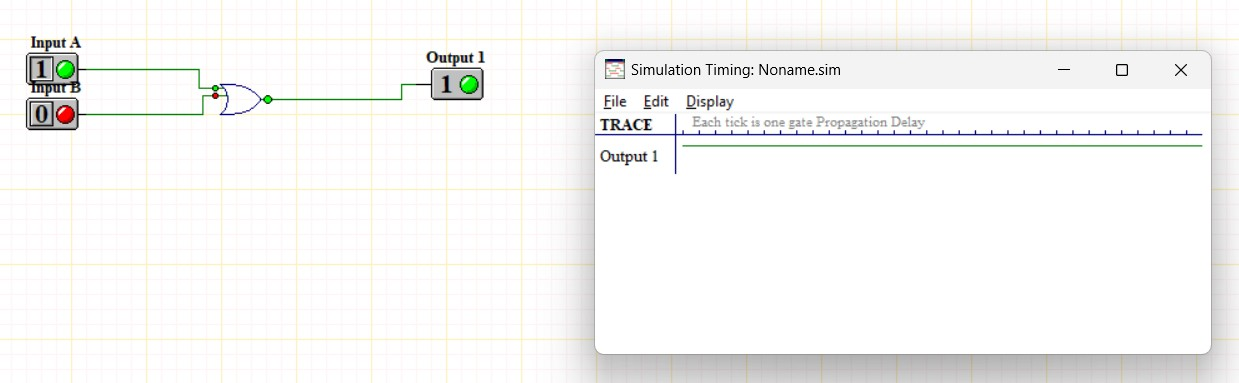 Input A
1
Input B
0
Output 1
1
Simulation Timing: Noname.sim
File Edit Display
TRACE Each tick is one gate Propagation Delay
Output 1